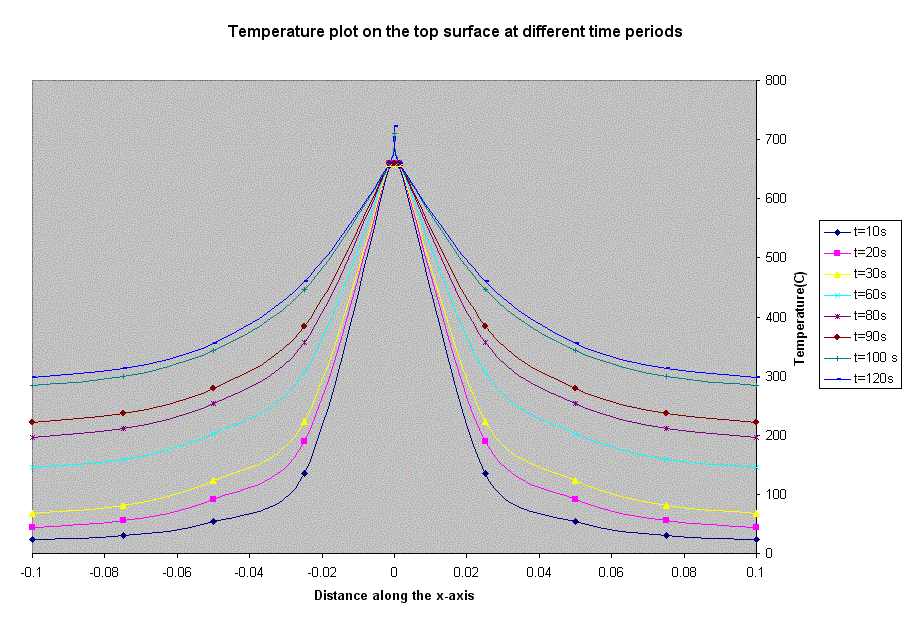 Temperature plot on the top surface at different time periods
800
700
600
500
400
300
200
100
0
Temperature(C)
-0.1 -0.08 -0.06 -0.04 -0.02 0 0.02 0.04 0.06 0.08 0.1
Distance along the x-axis
t=10s
t=20s
t=30s
t=60s
t=80s
t=90s
t=100 s
t=120s